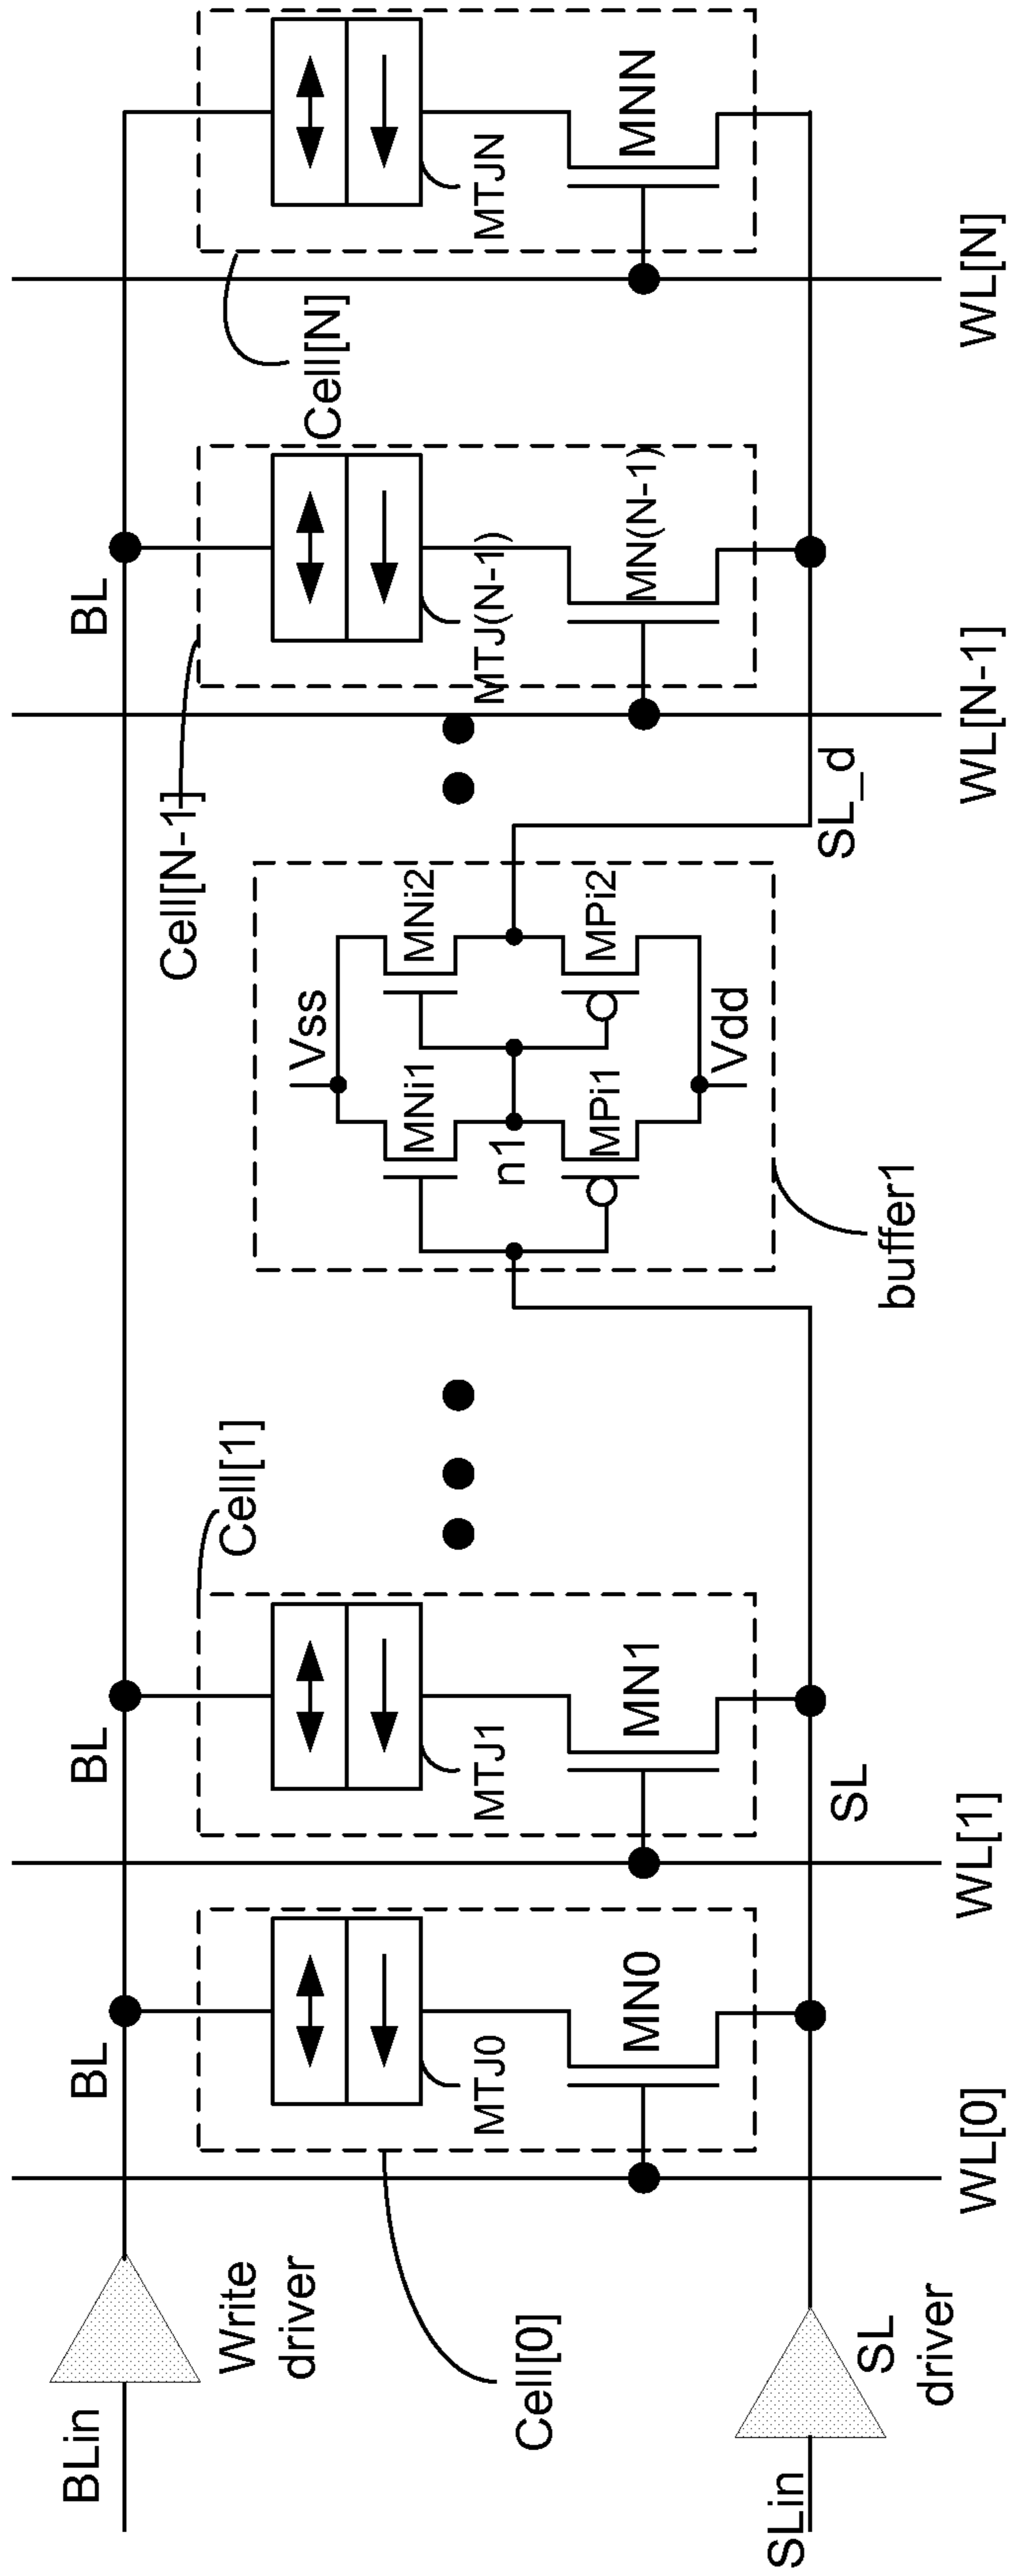 BLin
Write
driver
BL
BL
BL
Cell[0]
MTJ0
MN0
Cell[1]
MTJ1
MN1
Vss
MNi1
MNi2
n1
MPi1
MPi2
Vdd
buffer1
Cell[N-1]
MTJ(N-1)
MN(N-1)
Cell[N]
MTJN
MNN
SLin
SL
driver
SL
SL_d
WL[0]
WL[1]
WL[N-1]
WL[N]